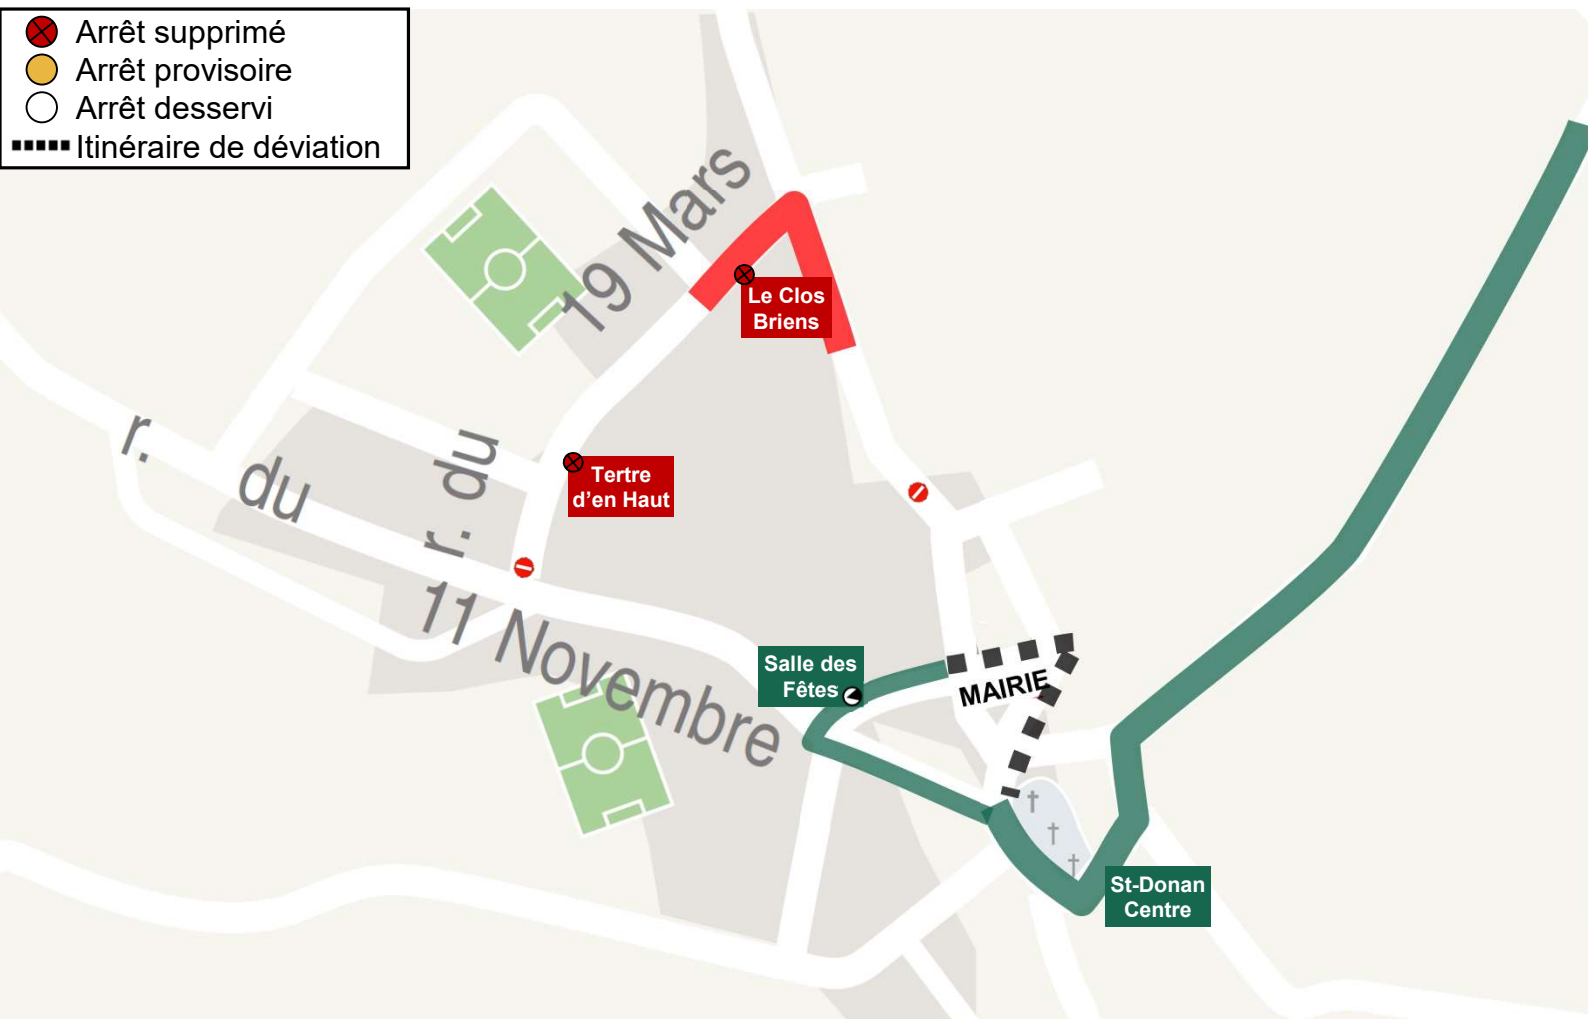 Arrêt supprimé
Arrêt provisoire
Arrêt desservi
Itinéraire de déviation
19 Mars
Le Clos
Briens
r.
du
r. du
Tertre
d'en Haut
11 Novembre
Salle des
Fêtes
MAIRIE
St-Donan
Centre